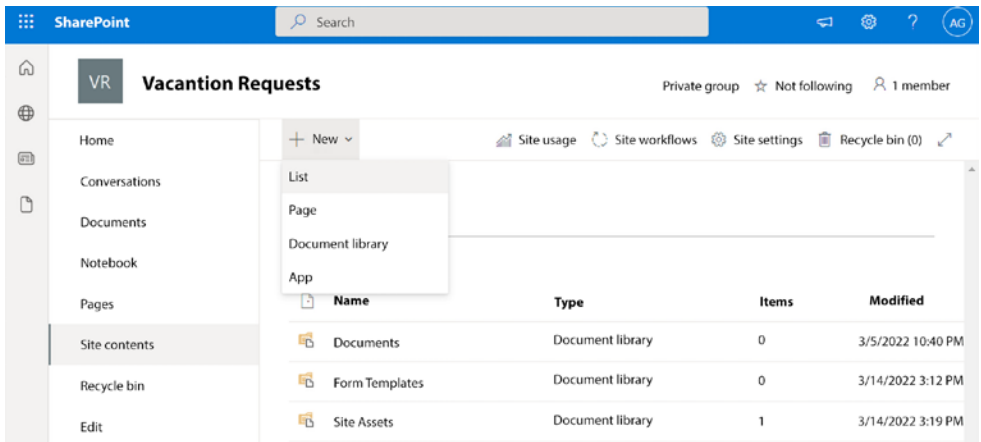 SharePoint Search ? AG
VR Vacantion Requests Private group Not following 1 member
Home New Site usage Site workflows Site settings Recycle bin (0)
Conversations List
Page
Documents Document library
Notebook App
Pages Name Type Items Modified
Site contents Documents Document library 0 3/5/2022 10:40 PM
Recycle bin Form Templates Document library 0 3/14/2022 3:12 PM
Edit Site Assets Document library 1 3/14/2022 3:19 PM